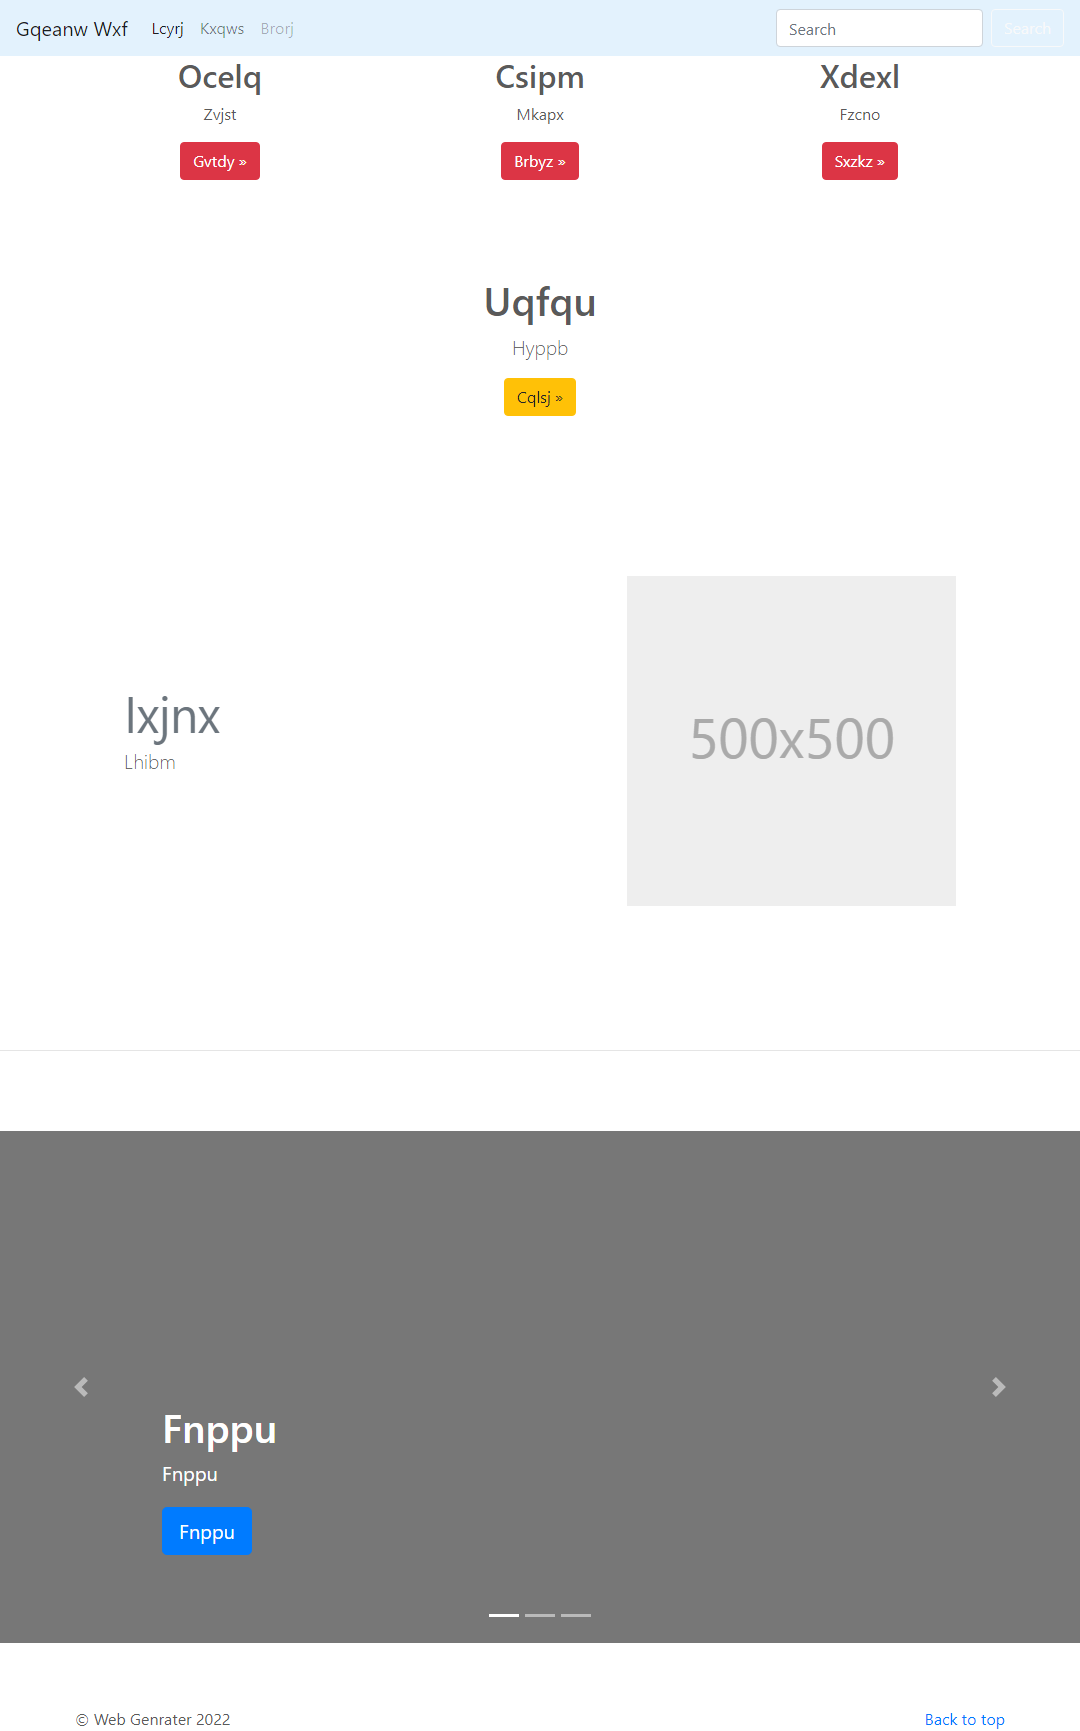 Gqeanw Wxf Lcyrj Kxqws Brorj Search Search
Ocelq Csipm Xdexl
Zvjst Mkapx Fzcno
Gvtdy » Brbyz » Sxzkz »
Uqfqu
Hyppb
Cqlsj »
500x500
lxjnx
Lhibm
Fnppu
Fnppu
Fnppu
© Web Genrater 2022 Back to top